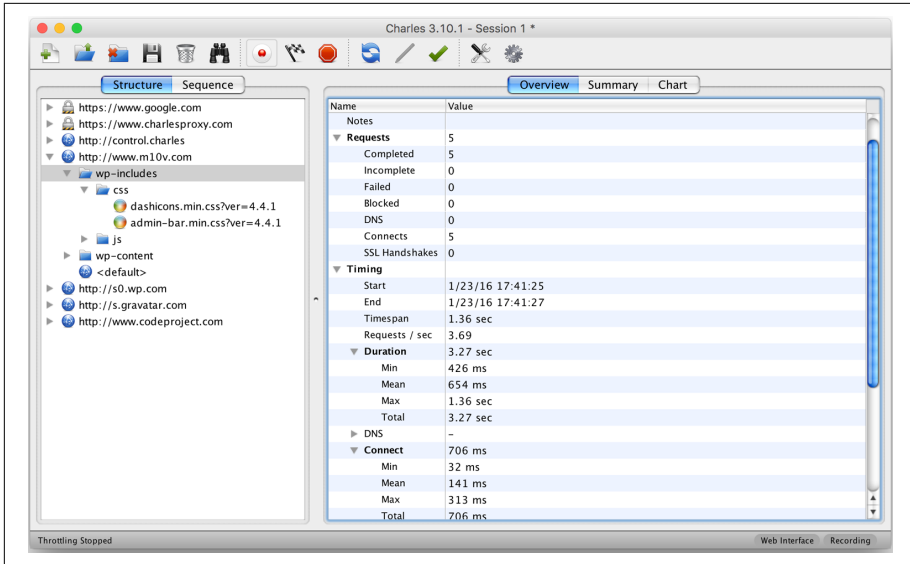 Charles 3.10.1 - Session 1 *
Structure Sequence
Overview Summary Chart
https://www.google.com
https://www.charlesproxy.com
http://control.charles
http://www.m10v.com
wp-includes
css
dashicons.min.css?ver=4.4.1
admin-bar.min.css?ver=4.4.1
js
wp-content
<default>
http://s0.wp.com
http://s.gravatar.com
http://www.codeproject.com
Name Value
Notes
Requests 5
Completed 5
Incomplete 0
Failed 0
Blocked 0
DNS 0
Connects 5
SSL Handshakes 0
Timing
Start 1/23/16 17:41:25
End 1/23/16 17:41:27
Timespan 1.36 sec
Requests / sec 3.69
Duration 3.27 sec
Min 426 ms
Mean 654 ms
Max 1.36 sec
Total 3.27 sec
DNS –
Connect 706 ms
Min 32 ms
Mean 141 ms
Max 313 ms
Total 706 ms
Throttling Stopped
Web Interface Recording